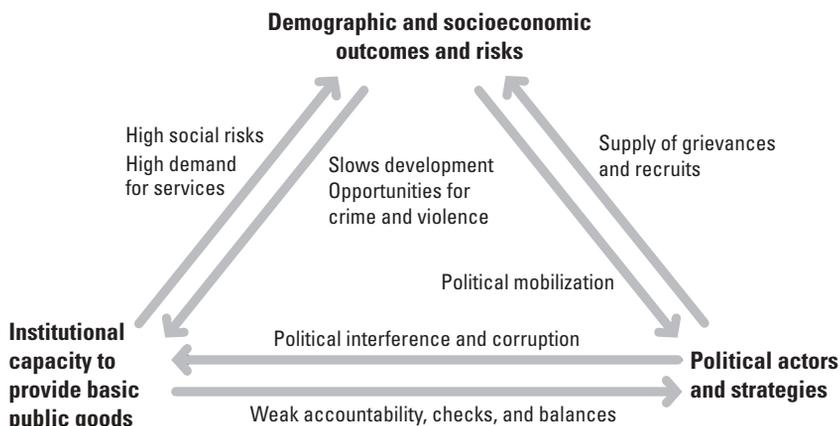 Demographic and socioeconomic
outcomes and risks
High social risks
High demand
for services
Slows development
Opportunities for
crime and violence
Supply of grievances
and recruits
Political mobilization
Institutional
capacity to
provide basic
public goods
Political interference and corruption
Political actors
and strategies
Weak accountability, checks, and balances